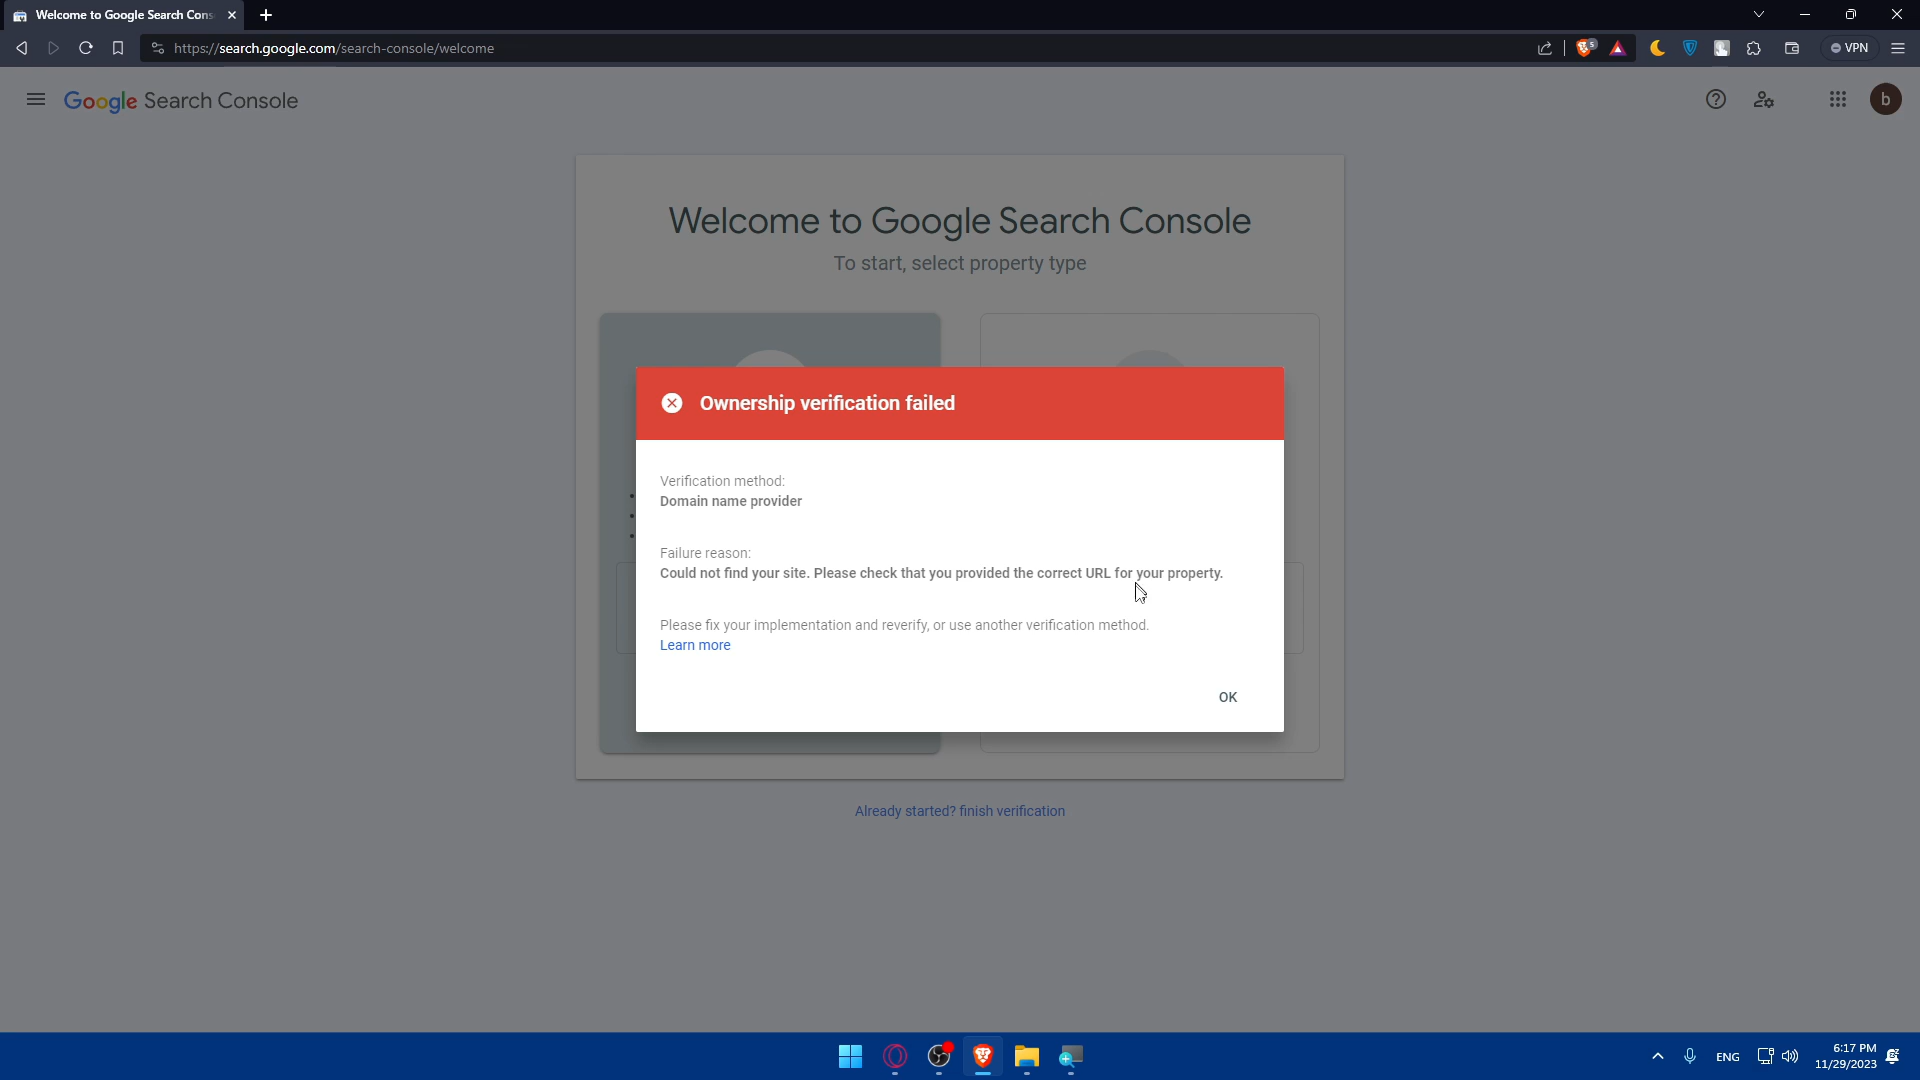 Welcome to Google Search Cons
https://search.google.com/search-console/welcome
5
VPN
Google Search Console
b
Welcome to Google Search Console
To start, select property type
Ownership verification failed
Verification method:
Domain name provider
Failure reason:
Could not find your site. Please check that you provided the correct URL for your property.
Please fix your implementation and reverify, or use another verification method.
Learn more
OK
Already started? finish verification
ENG
6:17 PM
11/29/2023